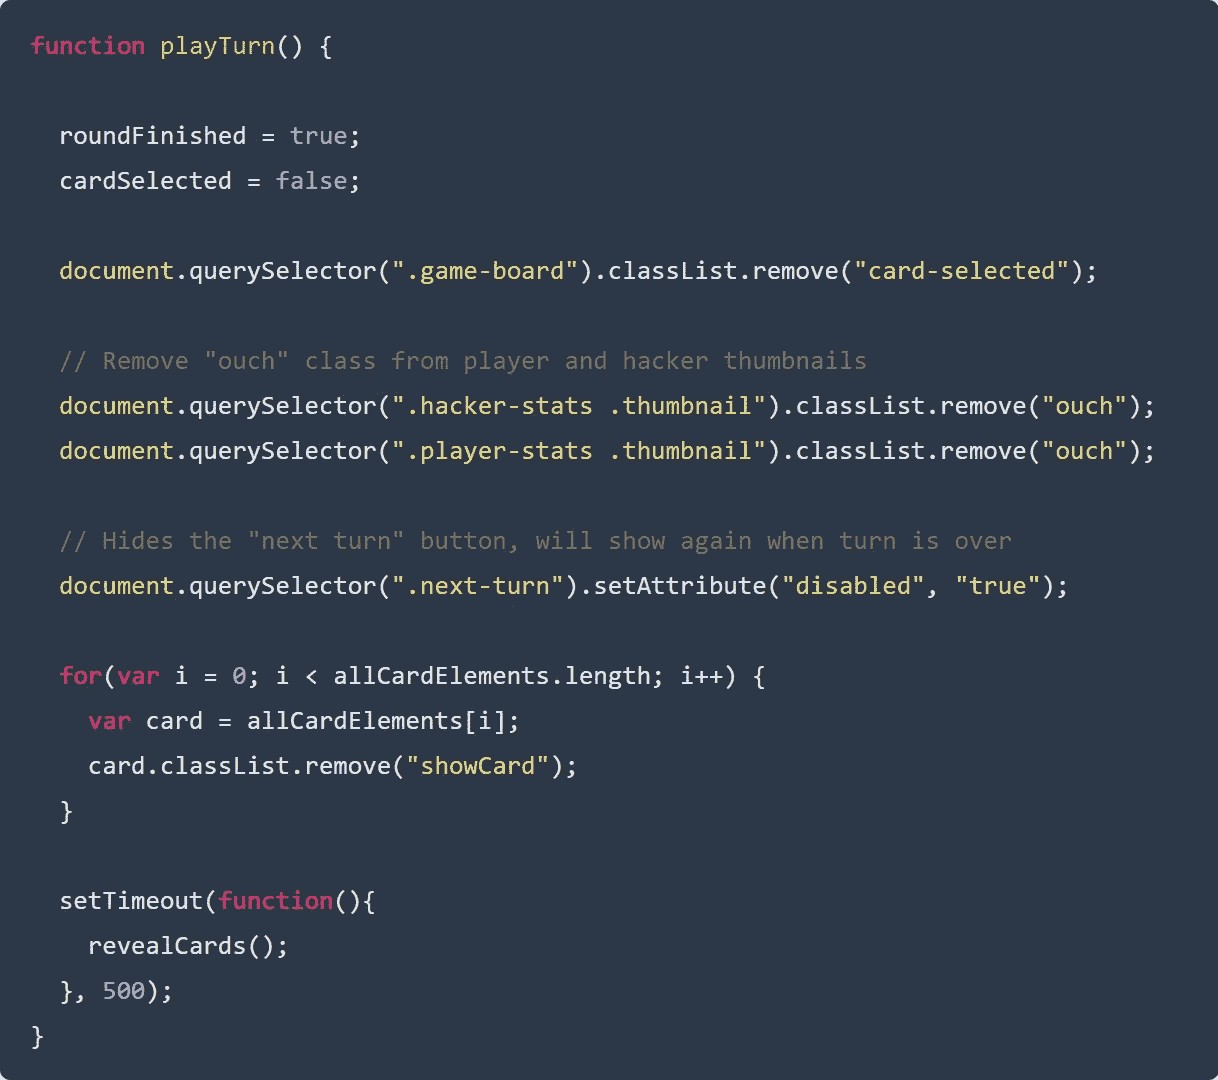 function playTurn() {
roundFinished = true;
cardSelected = false;
document.querySelector(".game-board").classList.remove("card-selected");
// Remove "ouch" class from player and hacker thumbnails
document.querySelector(".hacker-stats .thumbnail").classList.remove("ouch");
document.querySelector(".player-stats .thumbnail").classList.remove("ouch");
// Hides the "next turn" button, will show again when turn is over
document.querySelector(".next-turn").setAttribute("disabled", "true");
for(var i = 0; i < allCardElements.length; i++) {
var card = allCardElements[i];
card.classList.remove("showCard");
}
setTimeout(function(){
revealCards();
}, 500);
}